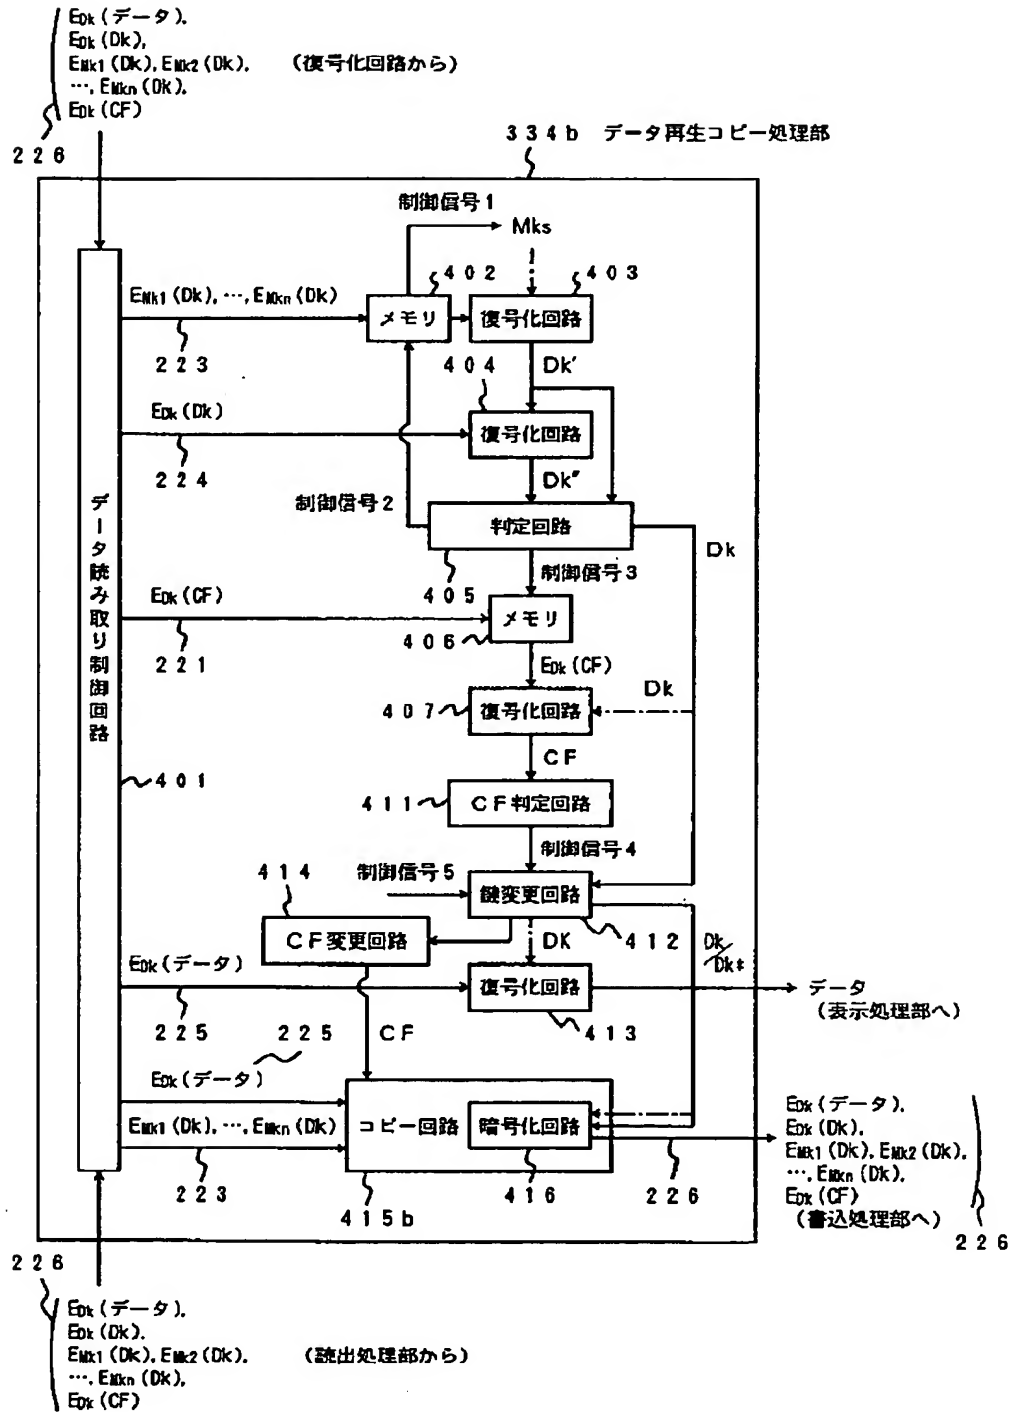 EDk(データ),
EDk(Dk),
EMk1(Dk), EMk2(Dk), (復号化回路から)
…, EMkn(Dk),
EDk(CF)
226
334b データ再生コピー処理部
制御信号1
Mks
402
403
EMk1(Dk), …, EMkn(Dk)
メモリ
復号化回路
223
404
Dk′
EDk(Dk)
復号化回路
224
Dk″
制御信号2
判定回路
Dk
データ読み取り制御回路
405
制御信号3
EDk(CF)
メモリ
406
221
EDk(CF)
Dk
407
復号化回路
CF
401
411
CF判定回路
制御信号4
414
制御信号5
鍵変更回路
CF変更回路
DK
412
Dk/Dk*
EDk(データ)
復号化回路
データ
(表示処理部へ)
225
413
225
CF
EDk(データ)
EMk1(Dk), …, EMkn(Dk)
コピー回路
暗号化回路
223
415b
416
226
EDk(データ),
EDk(Dk),
EMk1(Dk), EMk2(Dk),
…, EMkn(Dk),
EDk(CF)
(書込処理部へ)
226
226
EDk(データ),
EDk(Dk),
EMk1(Dk), EMk2(Dk), (読出処理部から)
…, EMkn(Dk),
EDk(CF)